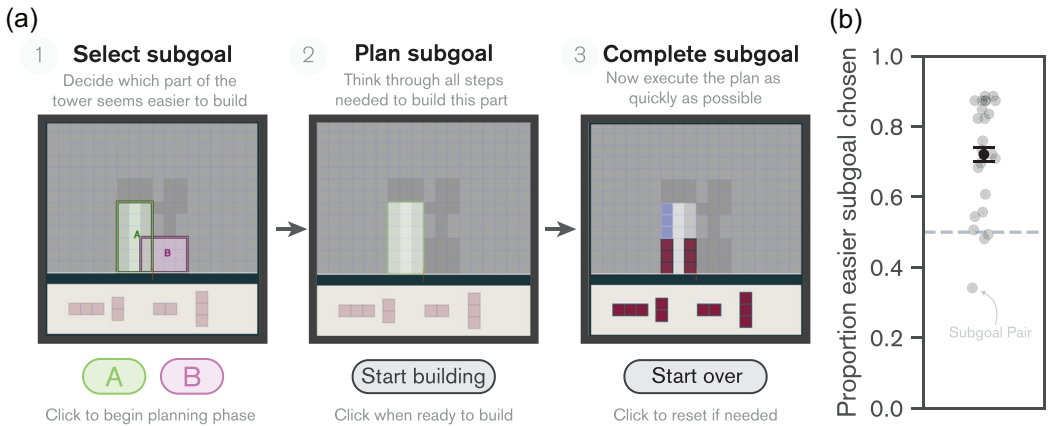 (a)
1 Select subgoal
Decide which part of the
tower seems easier to build
A
B
A B
Click to begin planning phase
2 Plan subgoal
Think through all steps
needed to build this part
Start building
Click when ready to build
3 Complete subgoal
Now execute the plan as
quickly as possible
Start over
Click to reset if needed
(b)
Proportion easier subgoal chosen
1.0
0.8
0.6
0.4
0.2
0.0
Subgoal Pair